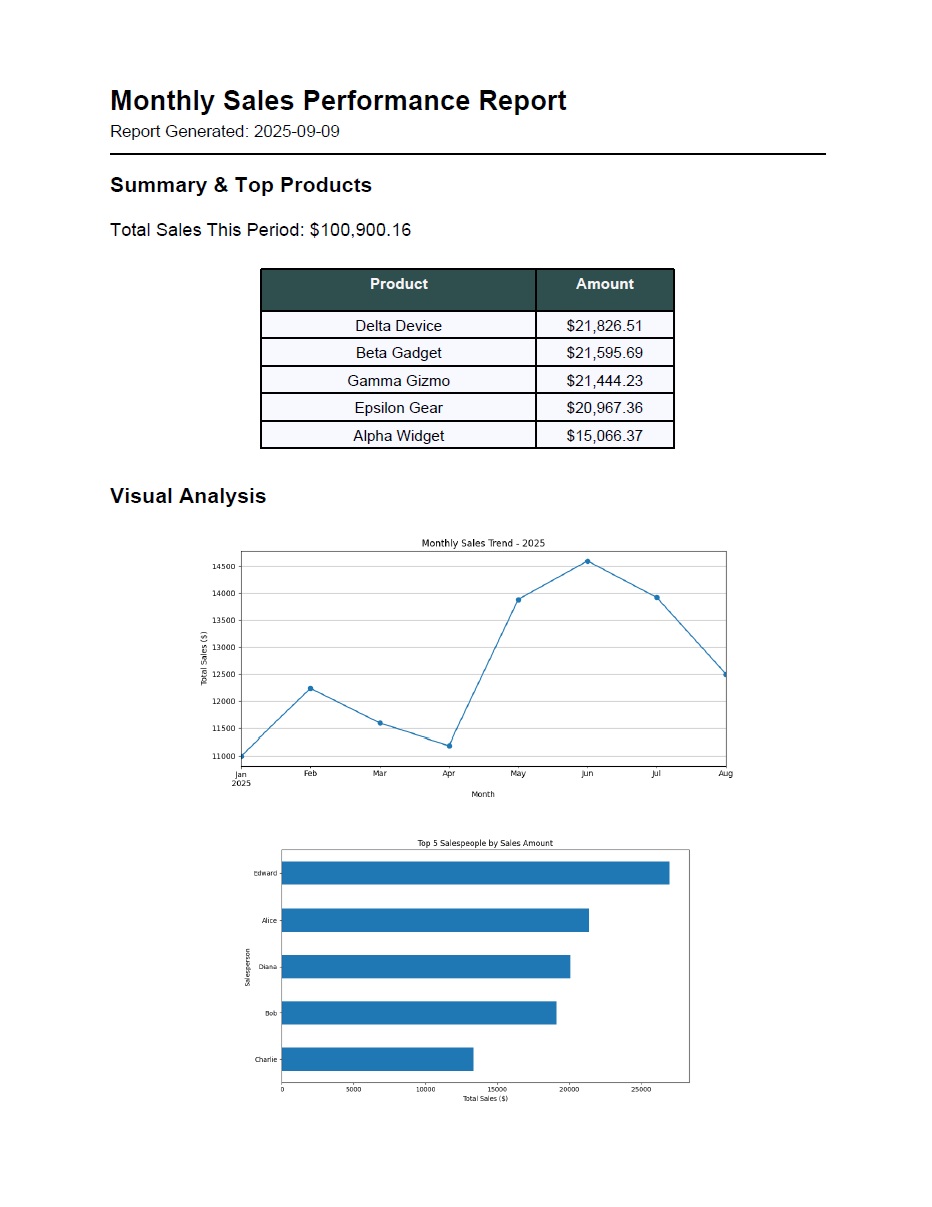 Monthly Sales Performance Report
Report Generated: 2025-09-09
Summary & Top Products
Total Sales This Period: $100,900.16
Product Amount
Delta Device $21,826.51
Beta Gadget $21,595.69
Gamma Gizmo $21,444.23
Epsilon Gear $20,967.36
Alpha Widget $15,066.37
Visual Analysis
Monthly Sales Trend - 2025
Total Sales ($)
14500
14000
13500
13000
12500
12000
11500
11000
Jan Feb Mar Apr May Jun Jul Aug
2025
Month
Top 5 Salespeople by Sales Amount
Salesperson
Edward
Alice
Diana
Bob
Charlie
0 5000 10000 15000 20000 25000
Total Sales ($)